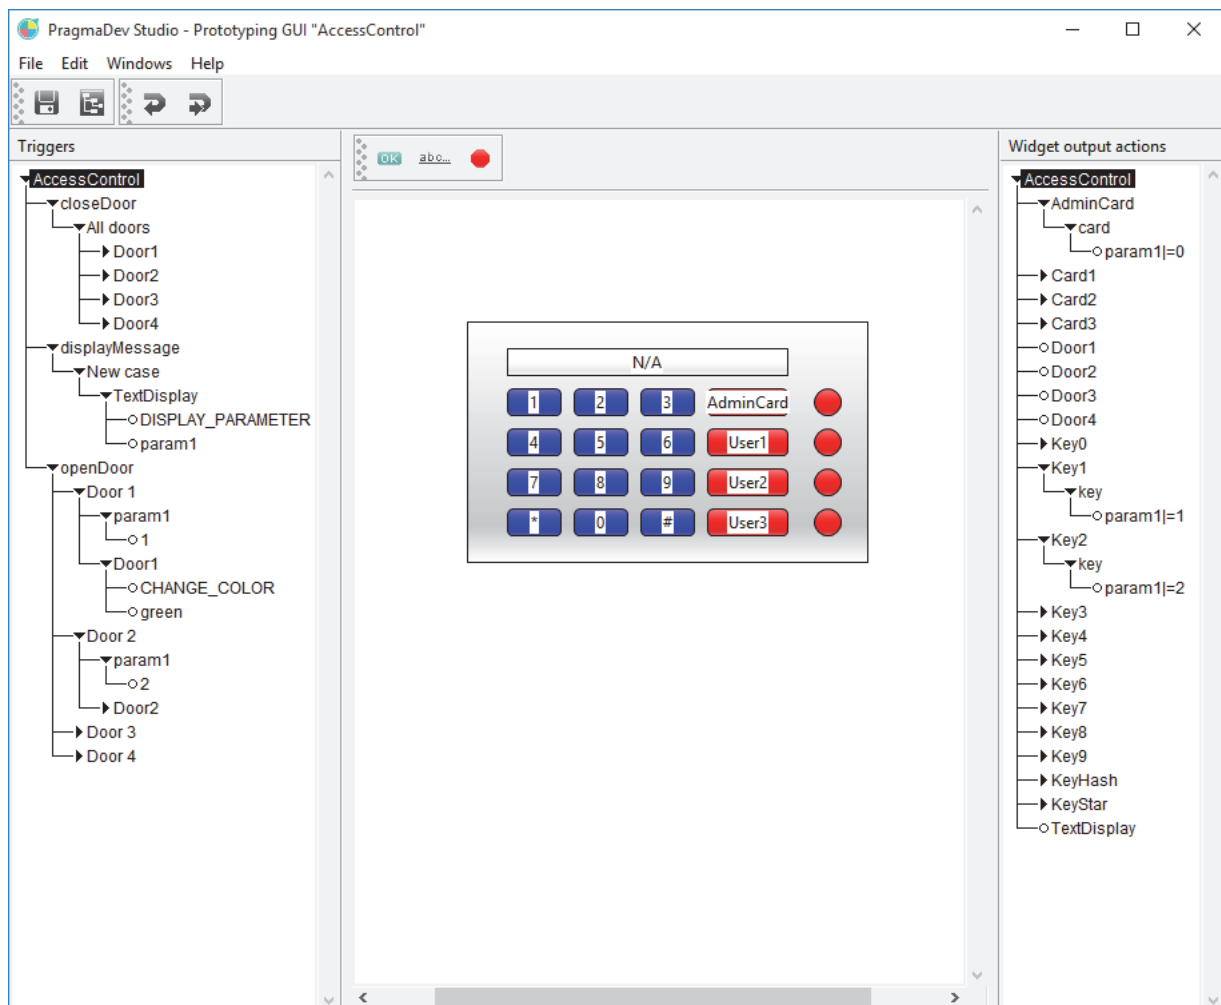 PragmaDev Studio - Prototyping GUI "AccessControl"
File Edit Windows Help
Triggers
AccessControl
closeDoor
All doors
Door1
Door2
Door3
Door4
displayMessage
New case
TextDisplay
DISPLAY_PARAMETER
param1
openDoor
Door 1
param1
1
Door1
CHANGE_COLOR
green
Door 2
param1
2
Door2
Door 3
Door 4
OK abc...
N/A
1 2 3 AdminCard
4 5 6 User1
7 8 9 User2
* 0 # User3
Widget output actions
AccessControl
AdminCard
card
param1|=0
Card1
Card2
Card3
Door1
Door2
Door3
Door4
Key0
Key1
key
param1|=1
Key2
key
param1|=2
Key3
Key4
Key5
Key6
Key7
Key8
Key9
KeyHash
KeyStar
TextDisplay